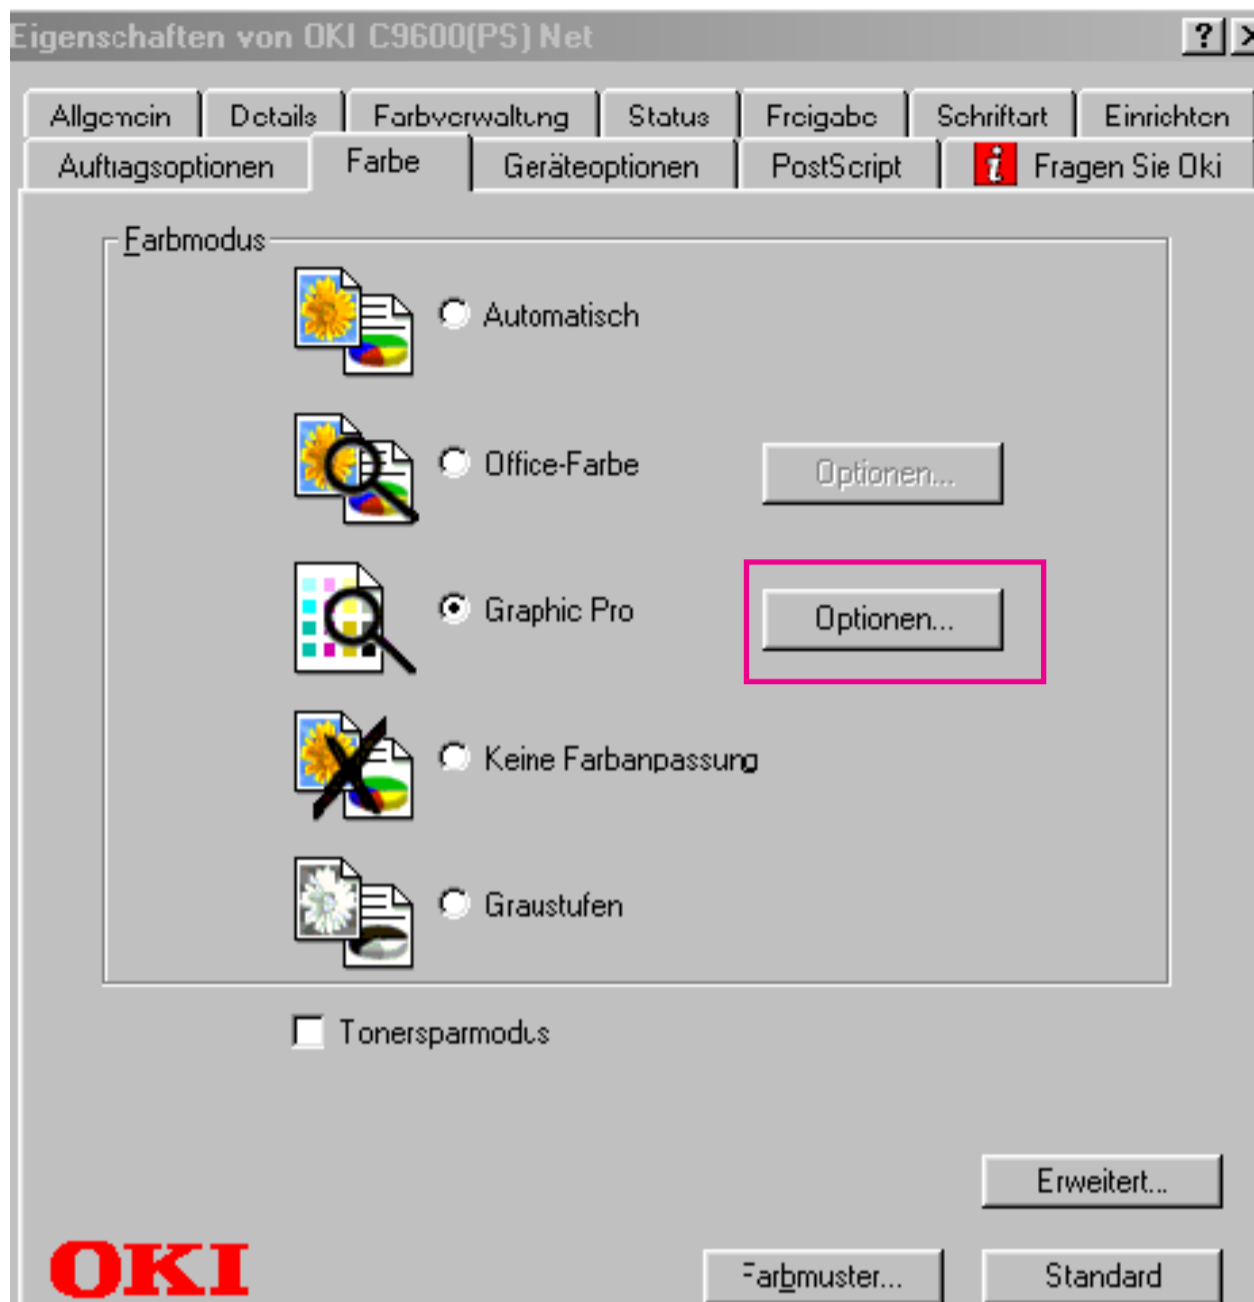 Eigenschaften von OKI C9600(PS) Net
Allgemein Details Farbverwaltung Status Freigabe Schriftart Einrichten
Auftragsoptionen Farbe Geräteoptionen PostScript Fragen Sie Oki
Farbmodus
Automatisch
Office-Farbe Optionen...
Graphic Pro Optionen...
Keine Farbanpassung
Graustufen
Tonersparmodus
Erweitert...
OKI Farbmuster... Standard